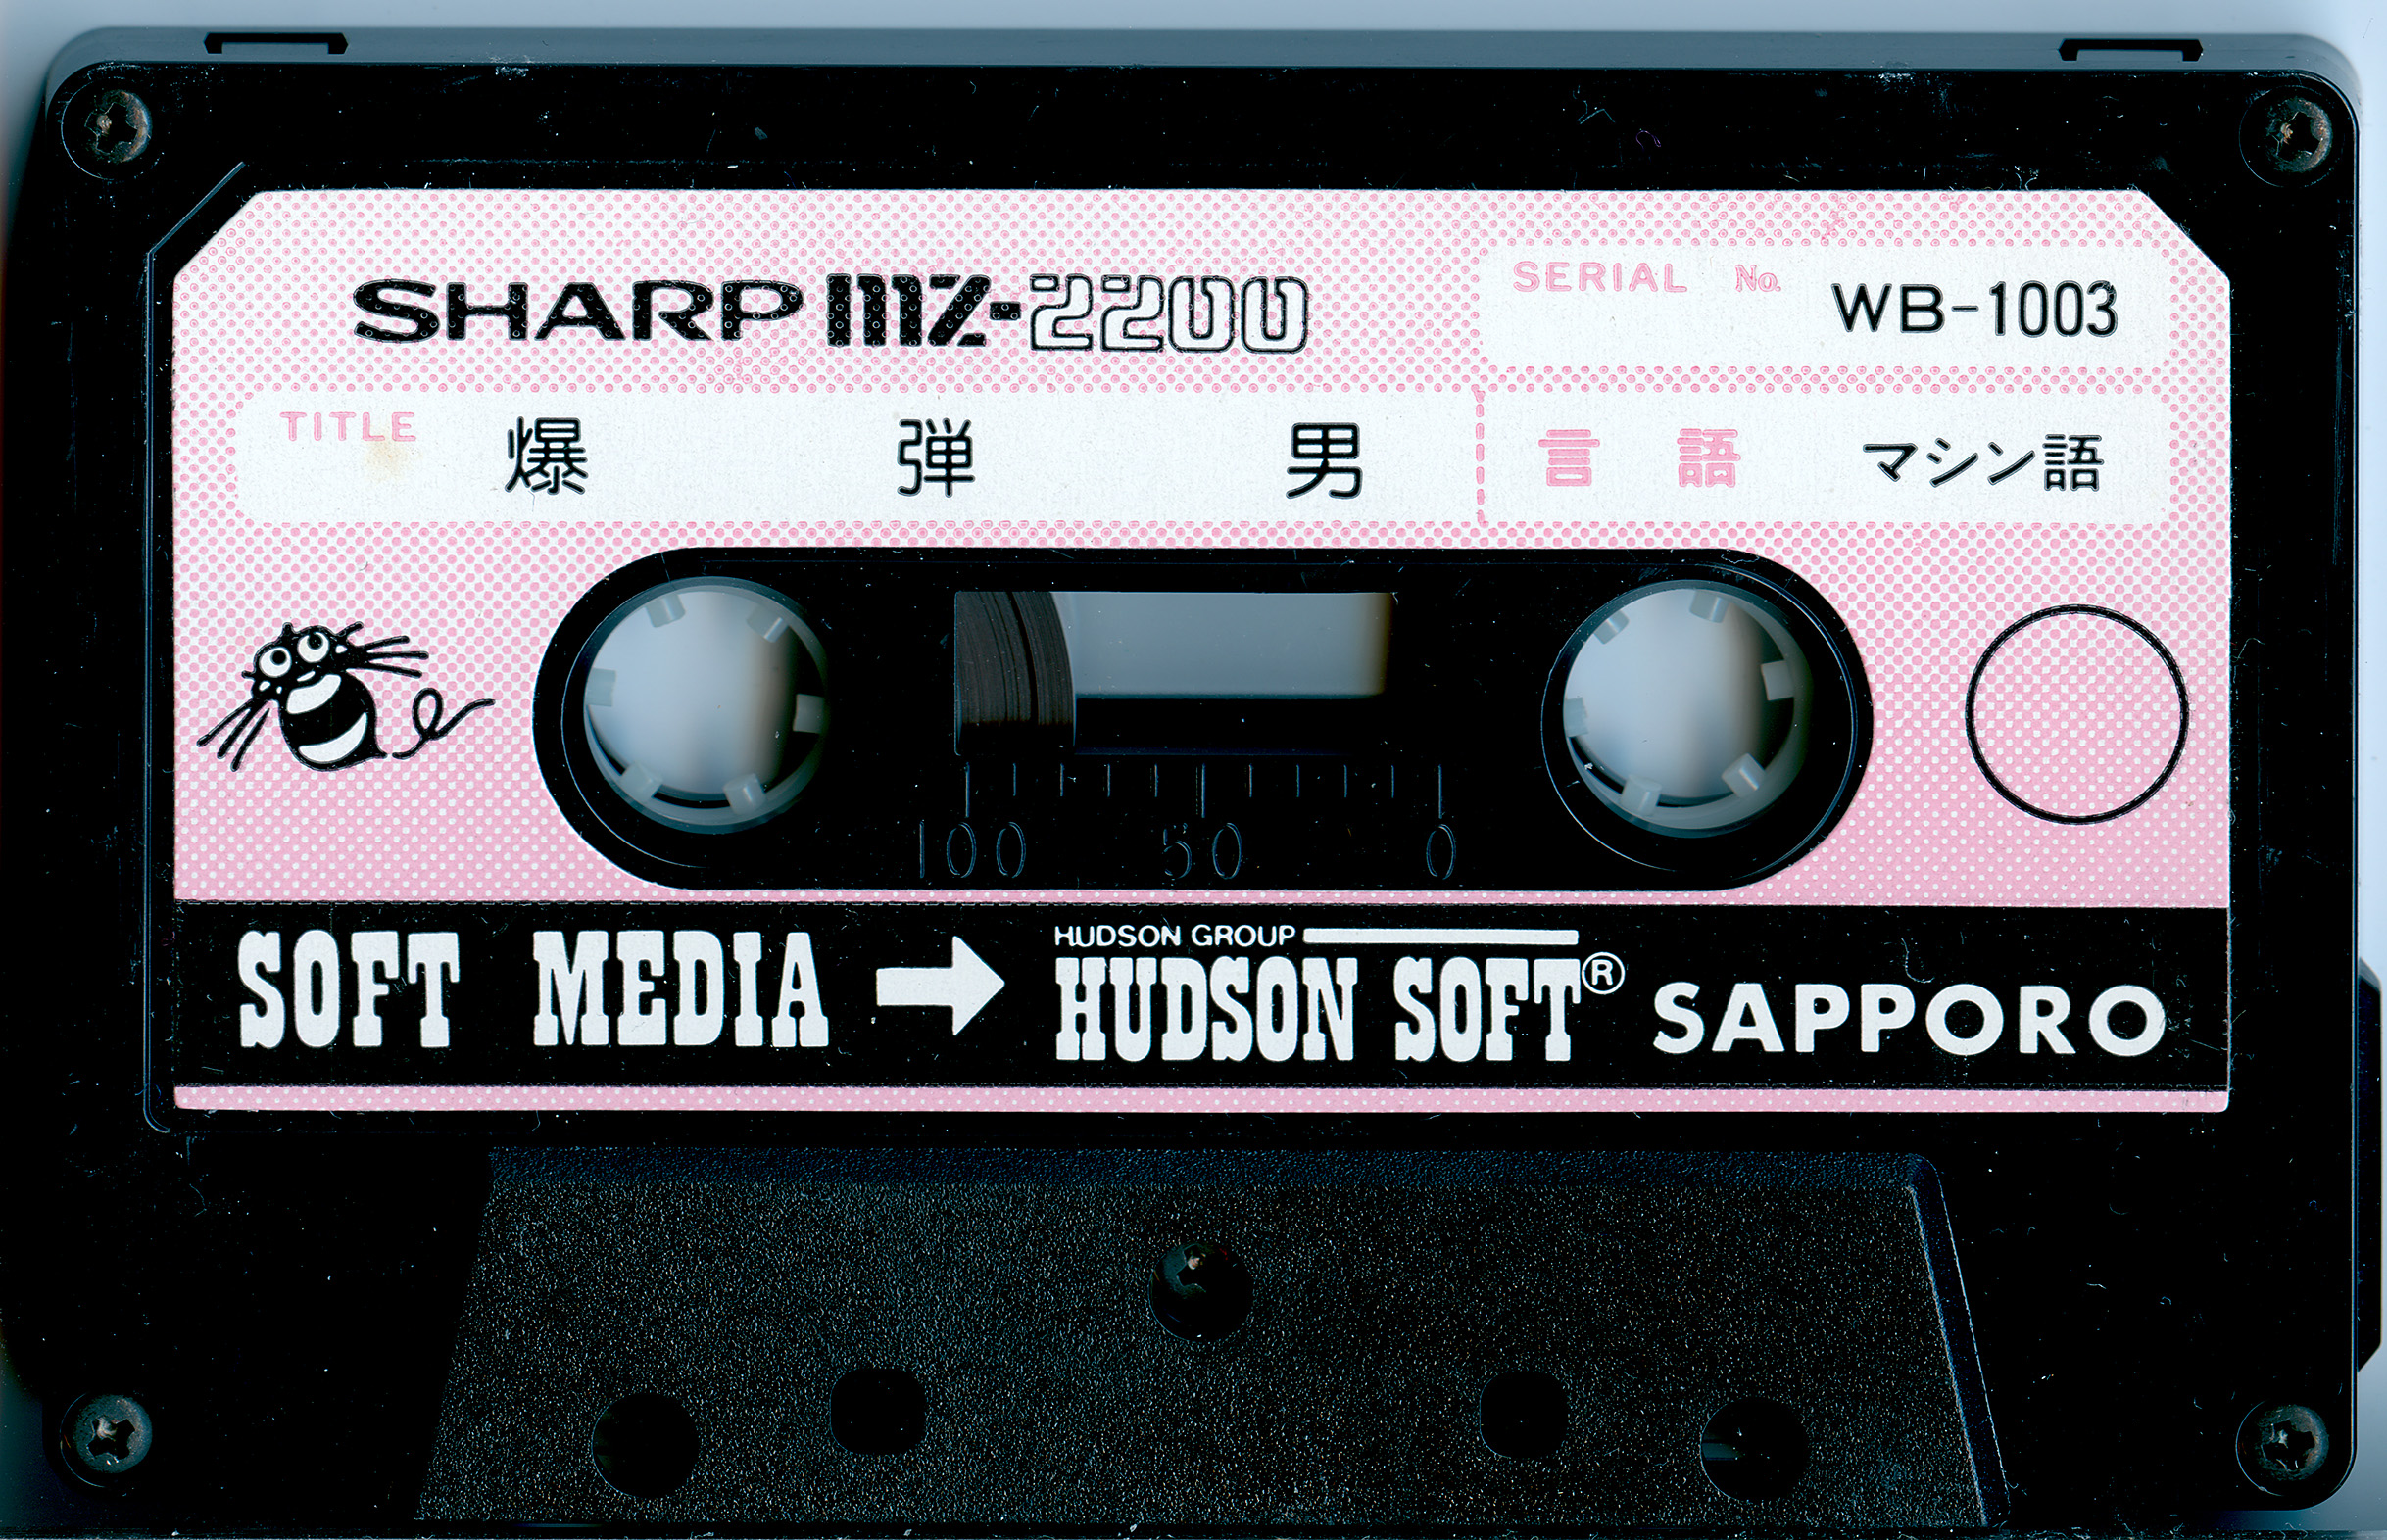 SHARP MZ-2200
SERIAL No. WB-1003
TITLE 爆弾男
言語 マシン語
100 50 0
SOFT MEDIA → HUDSON GROUP
HUDSON SOFT® SAPPORO